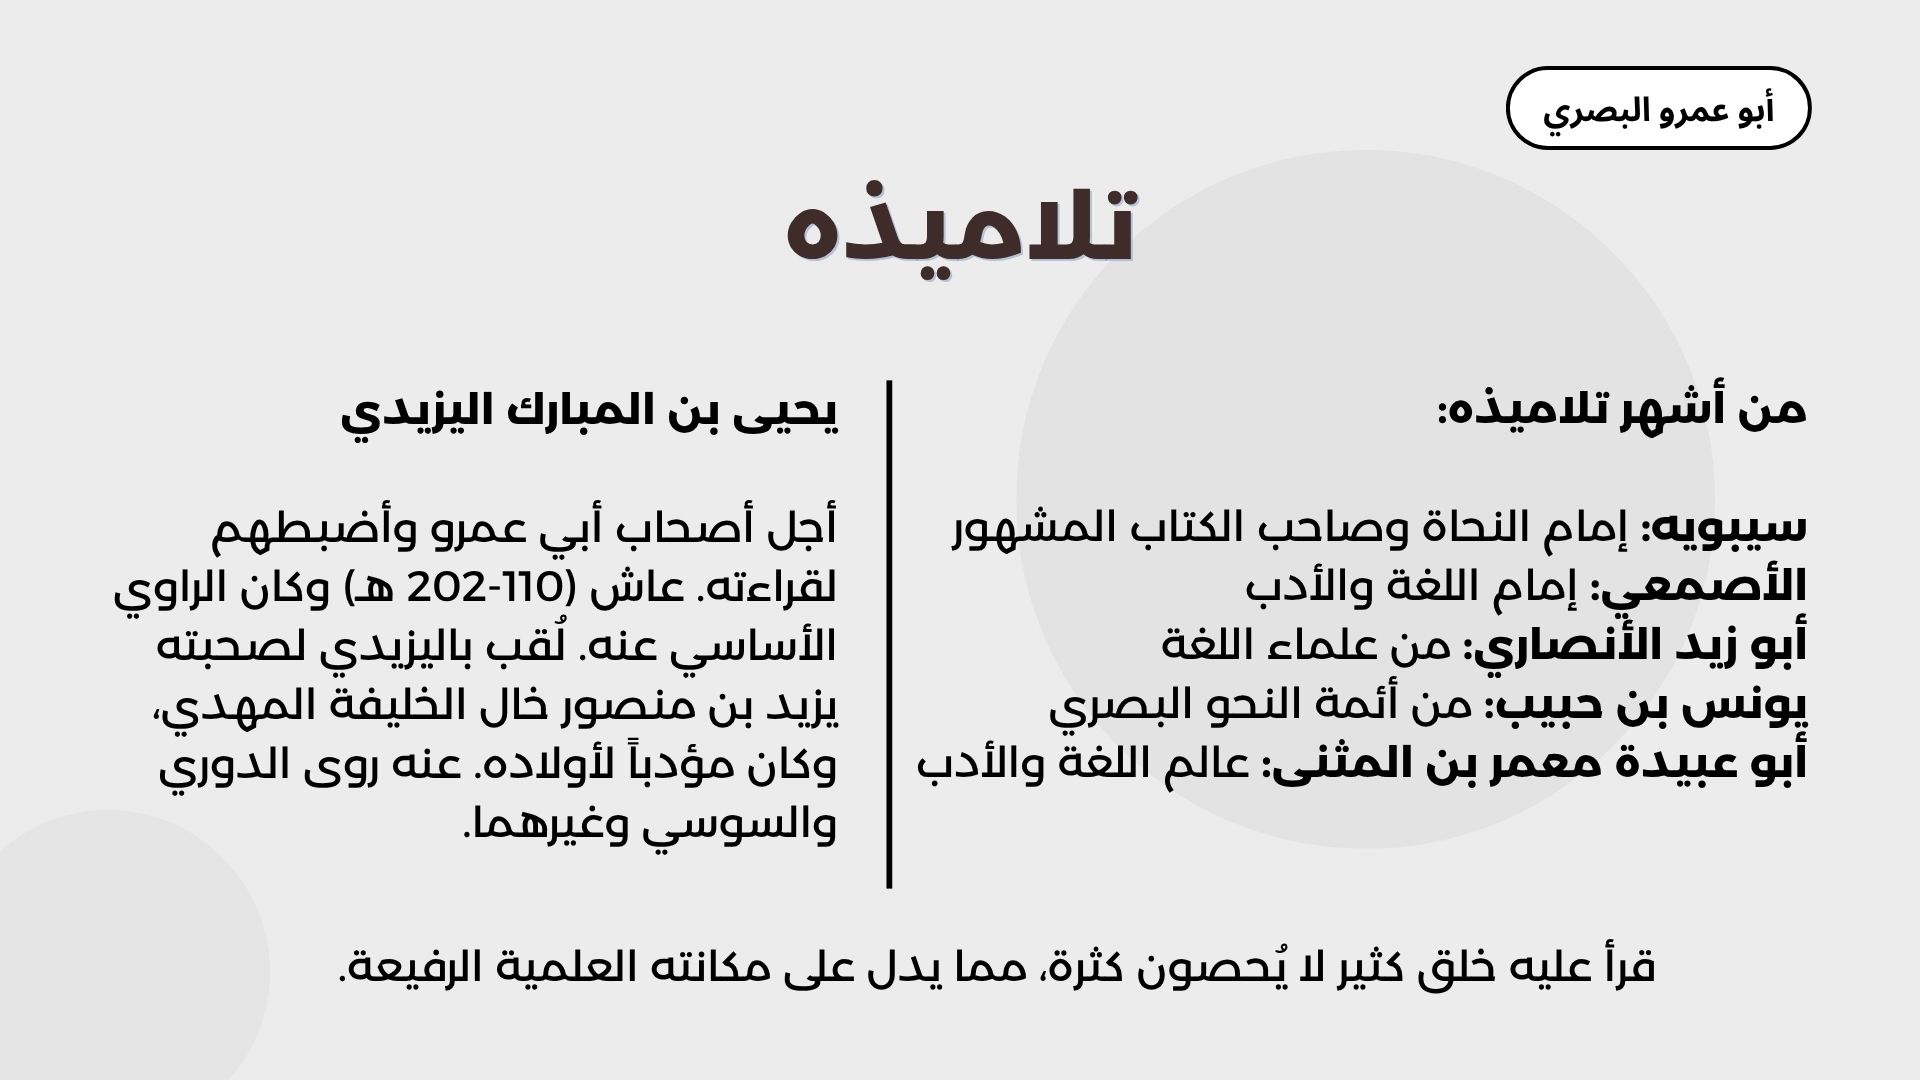 أبو عمرو البصري
تلاميذه
من أشهر تلاميذه:
سيبويه: إمام النحاة وصاحب الكتاب المشهور
الأصمعي: إمام اللغة والأدب
أبو زيد الأنصاري: من علماء اللغة
يونس بن حبيب: من أئمة النحو البصري
أبو عبيدة معمر بن المثنى: عالم اللغة والأدب
يحيى بن المبارك اليزيدي
أجل أصحاب أبي عمرو وأضبطهم
لقراءته. عاش (110-202 هـ) وكان الراوي
الأساسي عنه. لُقب باليزيدي لصحبته
يزيد بن منصور خال الخليفة المهدي،
وكان مؤدباً لأولاده. عنه روى الدوري
والسوسي وغيرهما.
قرأ عليه خلق كثير لا يُحصون كثرة، مما يدل على مكانته العلمية الرفيعة.